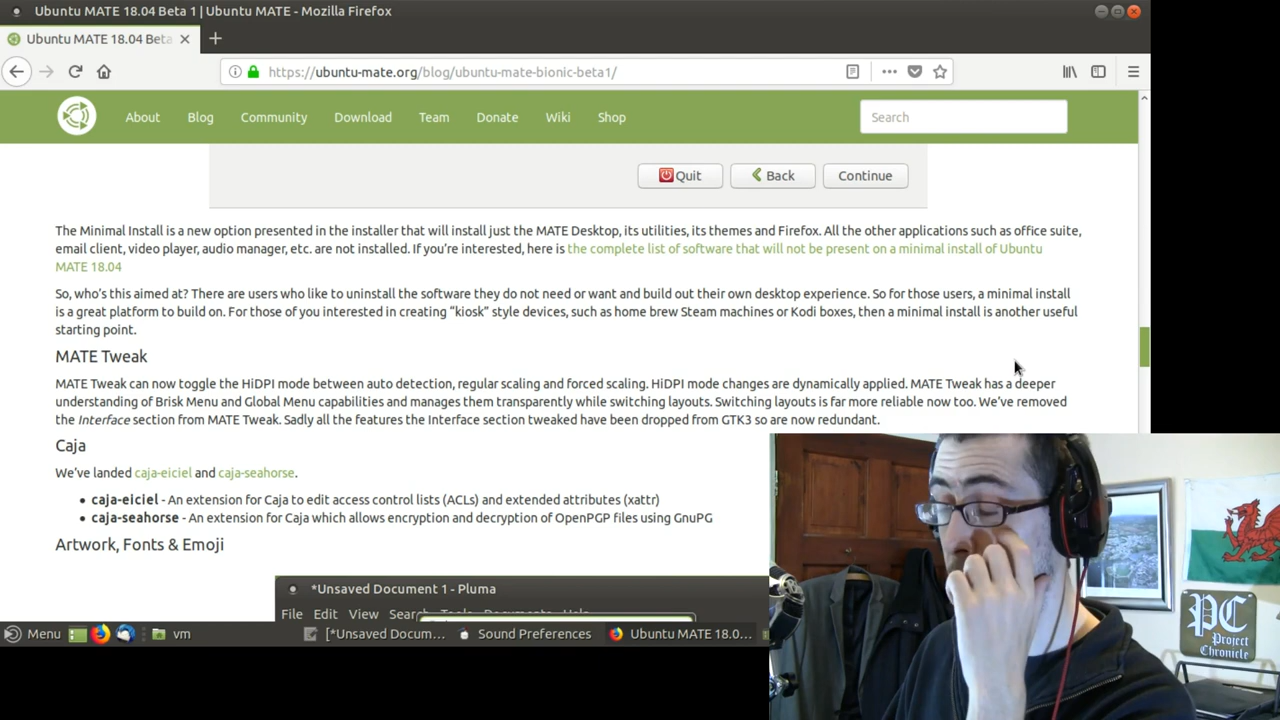 Ubuntu MATE 18.04 Beta 1 | Ubuntu MATE - Mozilla Firefox
Ubuntu MATE 18.04 Beta
https://ubuntu-mate.org/blog/ubuntu-mate-bionic-beta1/
About Blog Community Download Team Donate Wiki Shop Search
Quit Back Continue
The Minimal Install is a new option presented in the installer that will install just the MATE Desktop, its utilities, its themes and Firefox. All the other applications such as office suite,
email client, video player, audio manager, etc. are not installed. If you're interested, here is the complete list of software that will not be present on a minimal install of Ubuntu
MATE 18.04
So, who's this aimed at? There are users who like to uninstall the software they do not need or want and build out their own desktop experience. So for those users, a minimal install
is a great platform to build on. For those of you interested in creating “kiosk” style devices, such as home brew Steam machines or Kodi boxes, then a minimal install is another useful
starting point.
MATE Tweak
MATE Tweak can now toggle the HiDPI mode between auto detection, regular scaling and forced scaling. HiDPI mode changes are dynamically applied. MATE Tweak has a deeper
understanding of Brisk Menu and Global Menu capabilities and manages them transparently while switching layouts. Switching layouts is far more reliable now too. We've removed
the Interface section from MATE Tweak. Sadly all the features the Interface section tweaked have been dropped from GTK3 so are now redundant.
Caja
We've landed caja-eiciel and caja-seahorse.
• caja-eiciel - An extension for Caja to edit access control lists (ACLs) and extended attributes (xattr)
• caja-seahorse - An extension for Caja which allows encryption and decryption of OpenPGP files using GnuPG
Artwork, Fonts & Emoji
*Unsaved Document 1 - Pluma
File Edit View Search Tools Documents Help
Menu vm [*Unsaved Docum... Sound Preferences Ubuntu MATE 18.0...
PC
Project
Chronicle